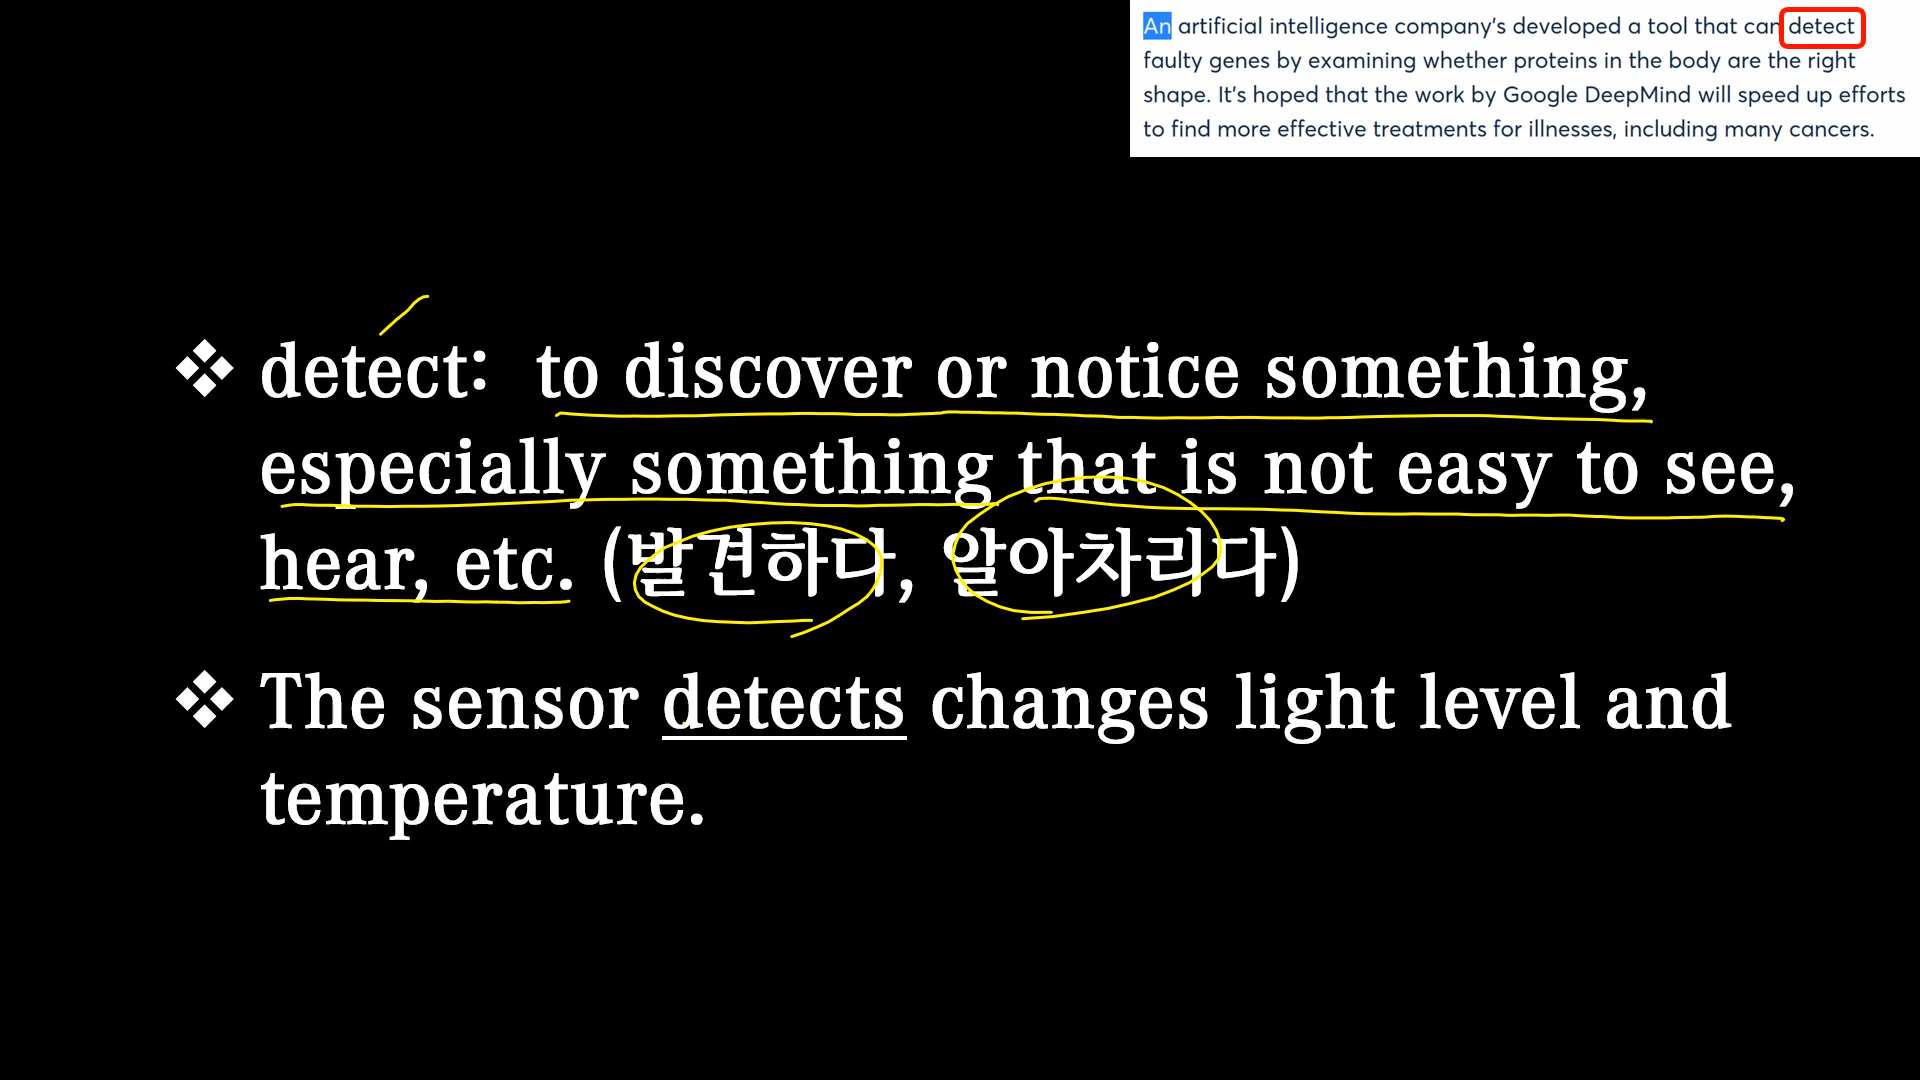 An artificial intelligence company's developed a tool that can detect
faulty genes by examining whether proteins in the body are the right
shape. It's hoped that the work by Google DeepMind will speed up efforts
to find more effective treatments for illnesses, including many cancers.
❖ detect: to discover or notice something,
especially something that is not easy to see,
hear, etc. (발견하다, 알아차리다)
❖ The sensor detects changes light level and
temperature.